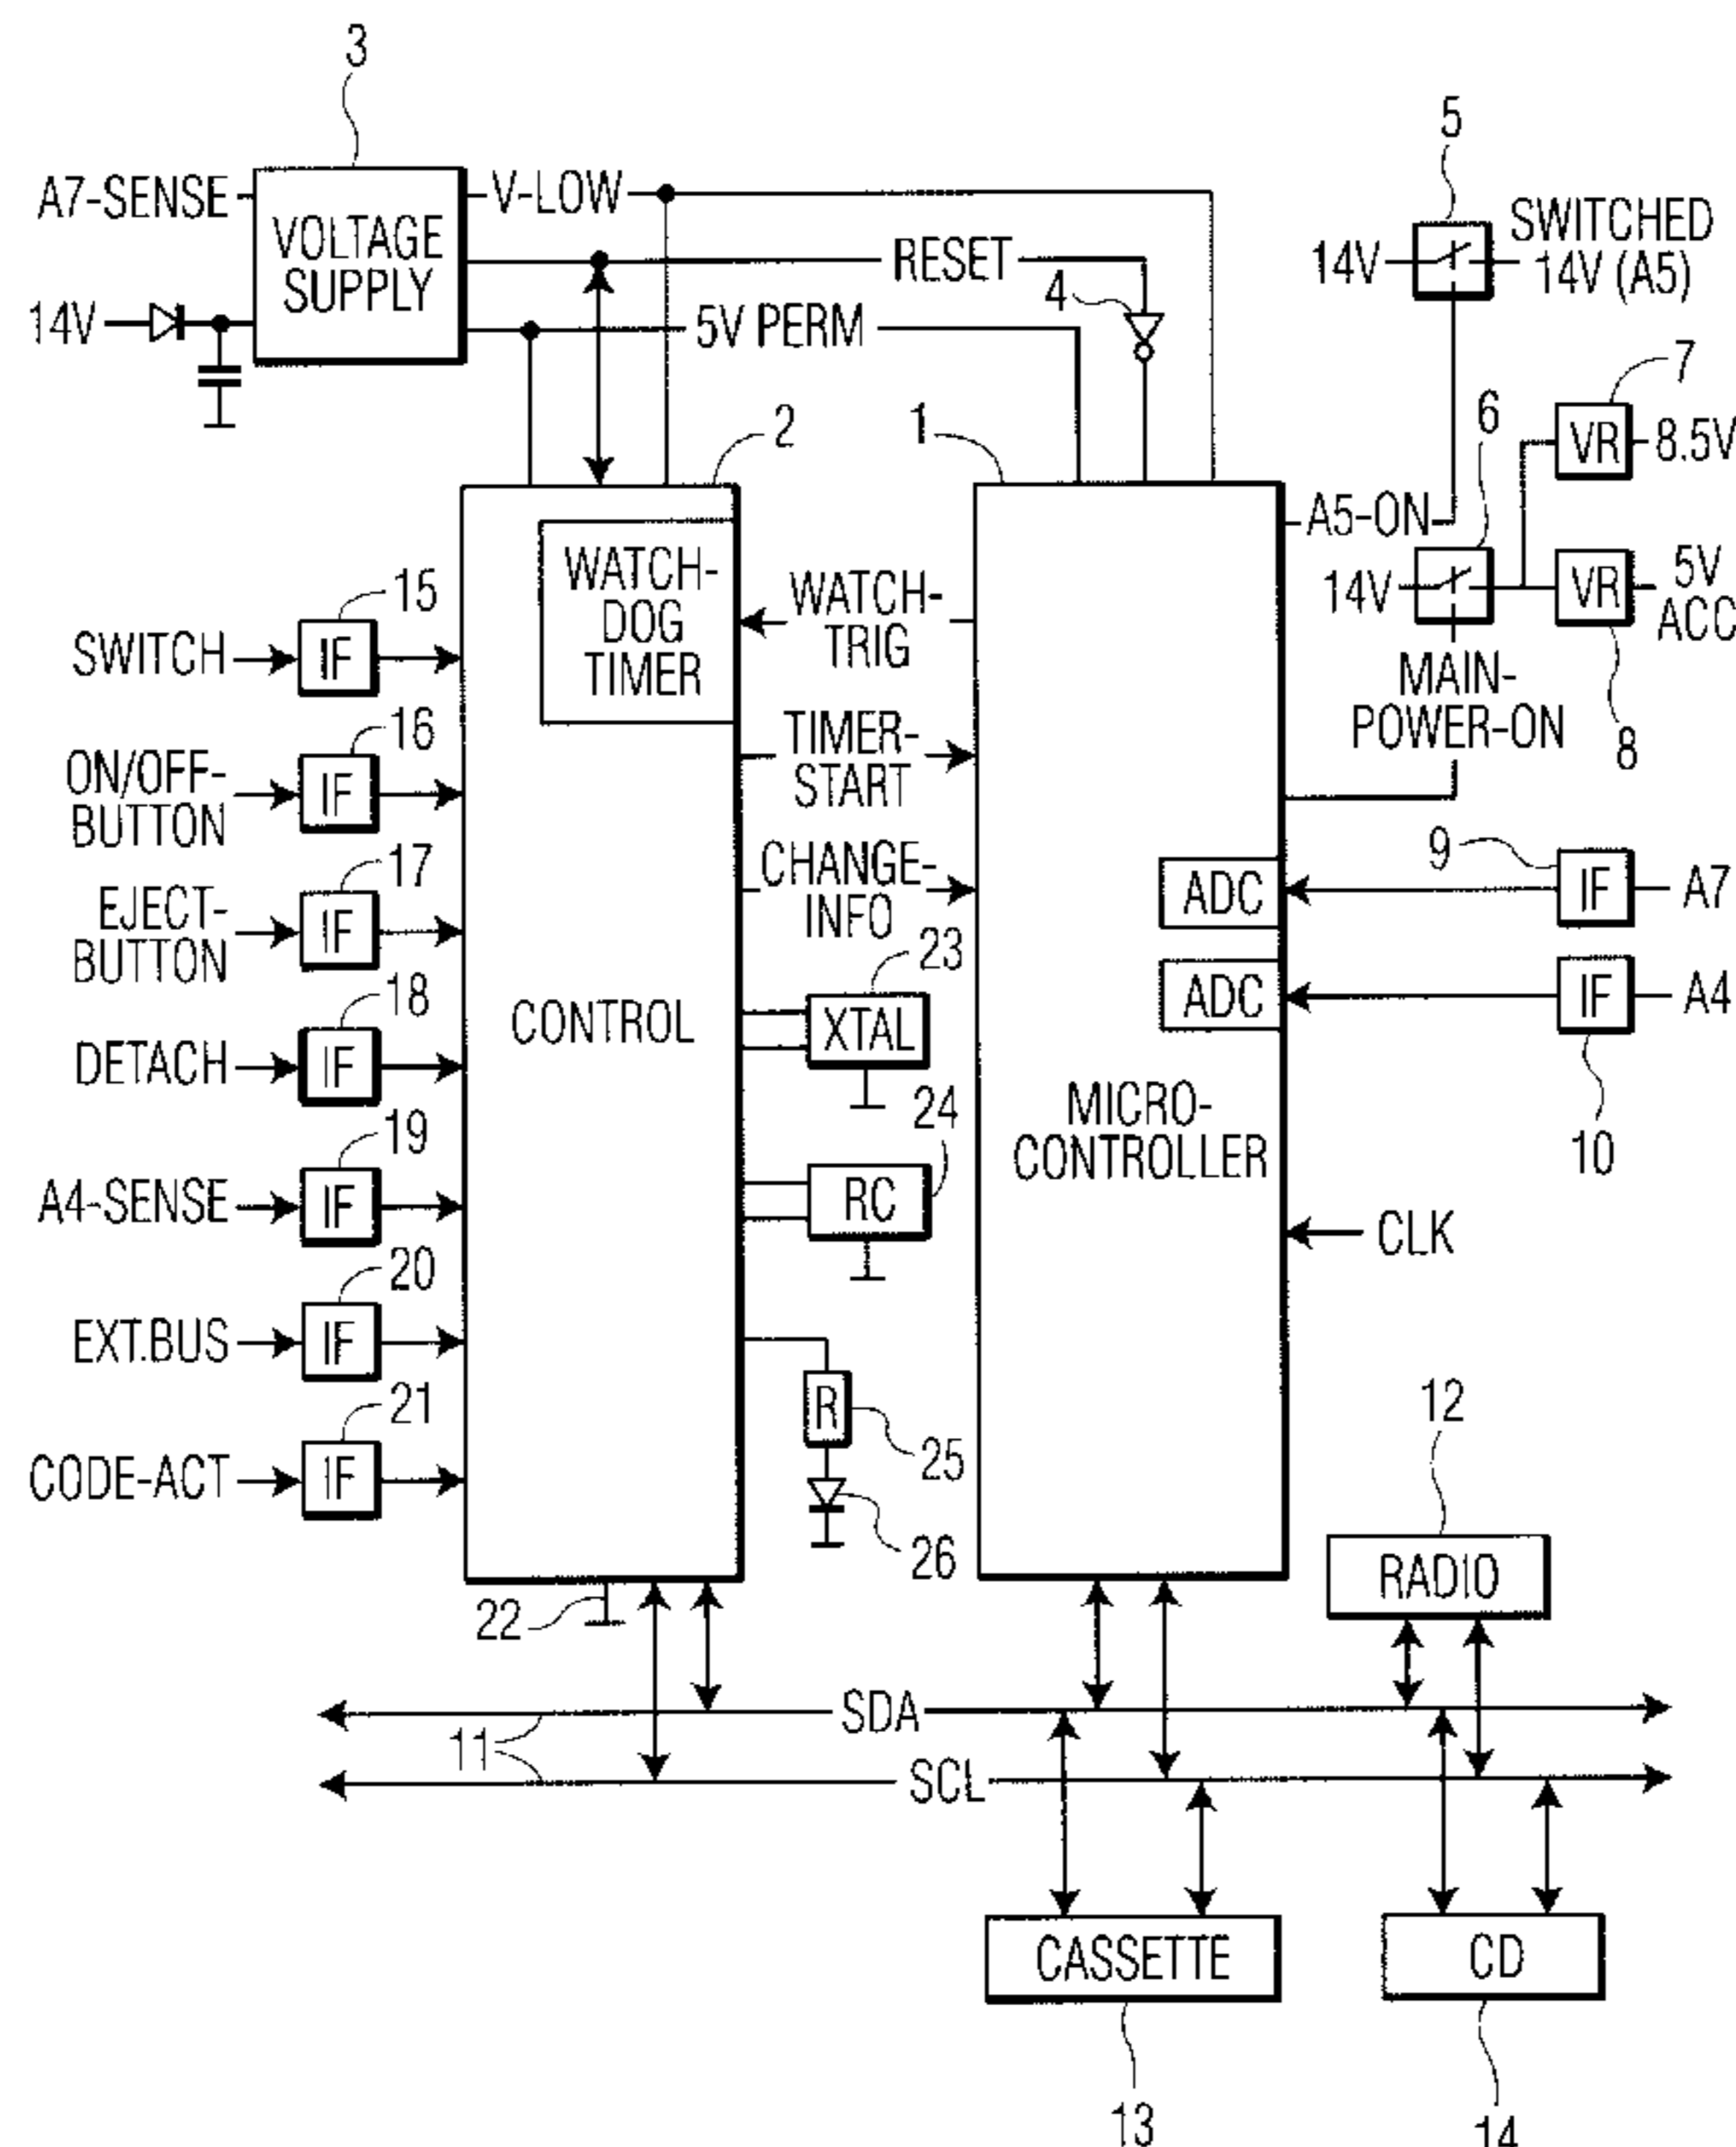 3
5
A7-SENSE
V-LOW
VOLTAGE
SUPPLY
14V
RESET
4
5V PERM
14V
SWITCHED
14V (A5)
7
VR
8.5V
6
2
1
A5-ON
14V
VR
5V
ACC
8
MAIN-
POWER-ON
WATCH-
DOG
TIMER
WATCH-
TRIG
TIMER-
START
CHANGE-
INFO
15
SWITCH
IF
16
ON/OFF-
BUTTON
IF
17
EJECT-
BUTTON
IF
18
DETACH
IF
19
A4-SENSE
IF
20
EXT.BUS
IF
21
CODE-ACT
IF
CONTROL
23
XTAL
24
RC
R
25
26
22
MICRO-
CONTROLLER
ADC
9
IF
A7
ADC
IF
A4
10
CLK
12
RADIO
SDA
11
SCL
CASSETTE
CD
13
14